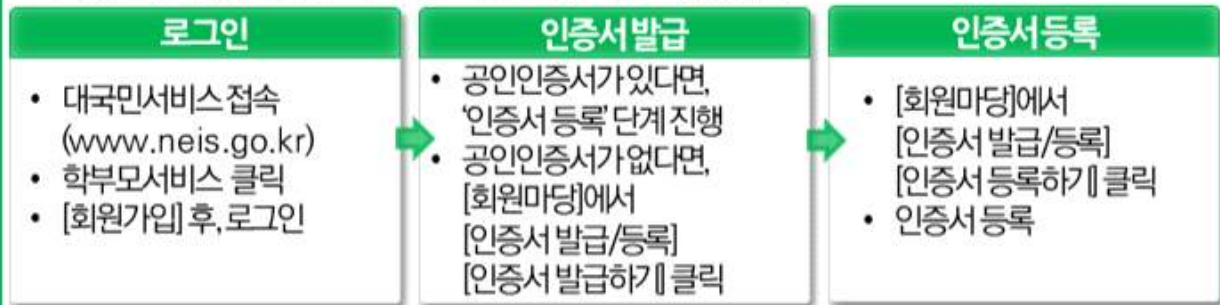 로그인
• 대국민서비스 접속
(www.neis.go.kr)
• 학부모서비스 클릭
• [회원가입] 후, 로그인
인증서 발급
• 공인인증서가 있다면,
‘인증서 등록’ 단계 진행
• 공인인증서가 없다면,
[회원마당]에서
[인증서 발급/등록]
[인증서 발급하기] 클릭
인증서 등록
• [회원마당]에서
[인증서 발급/등록]
[인증서 등록하기] 클릭
• 인증서 등록